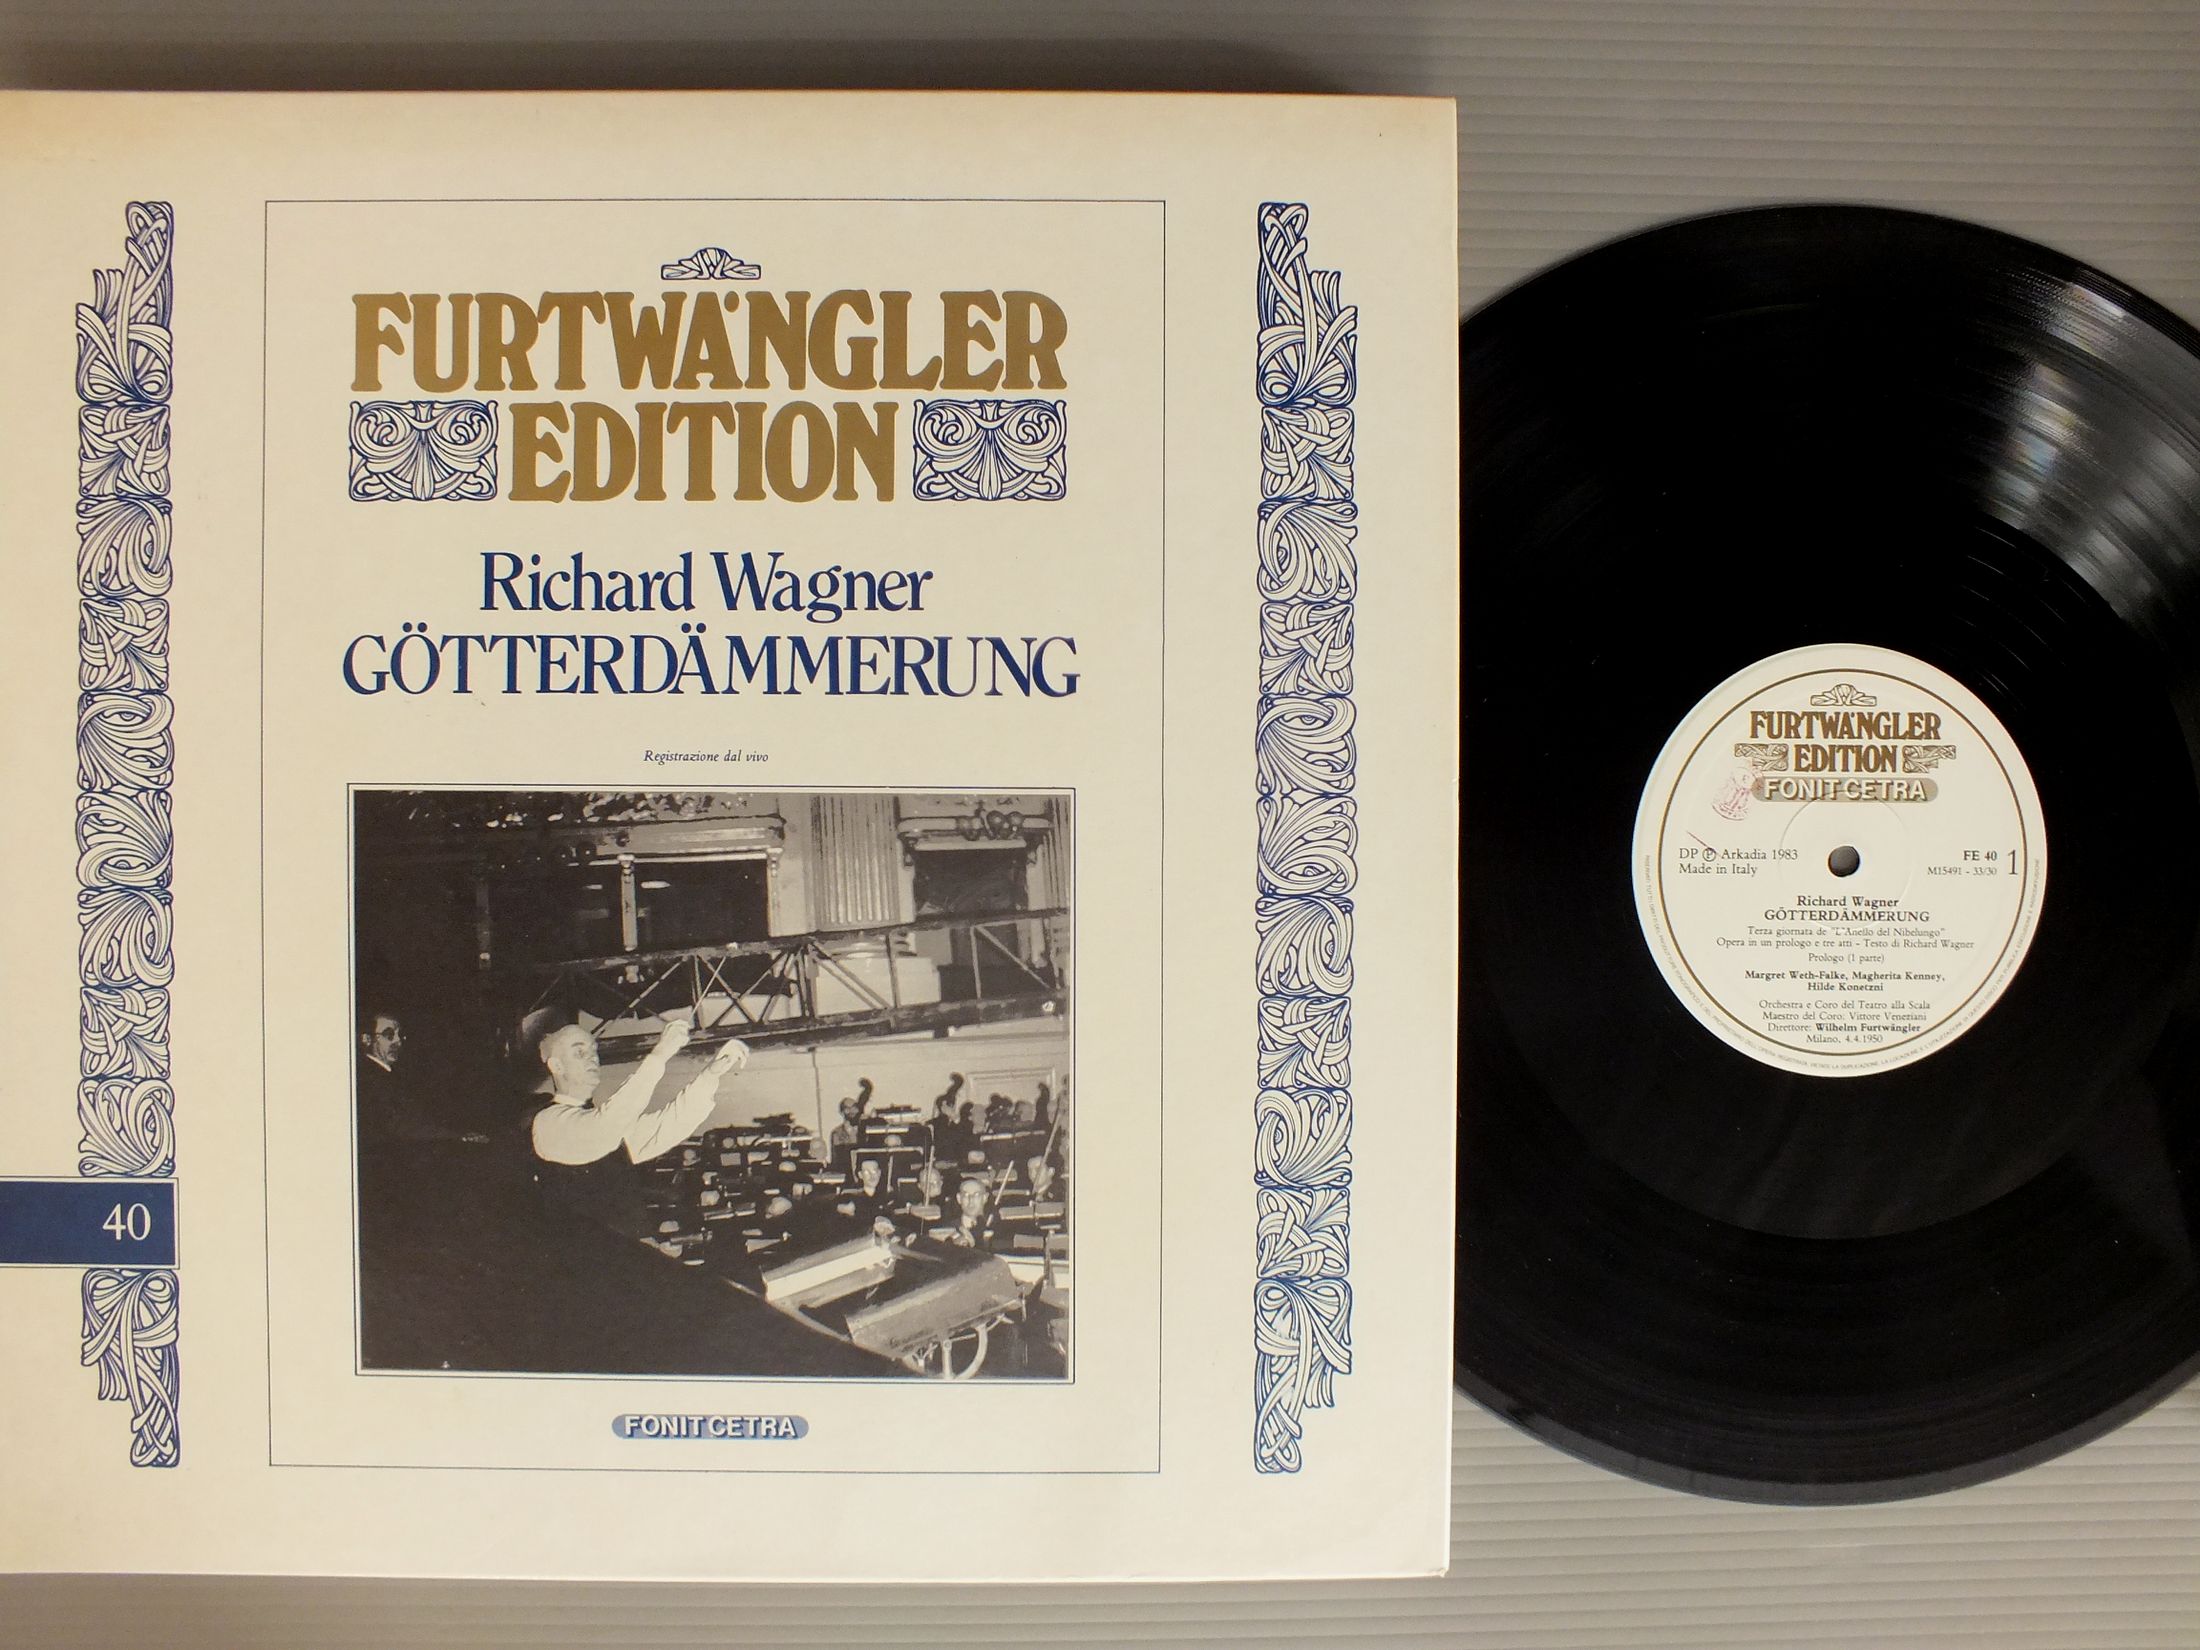 FURTWÄNGLER
EDITION
Richard Wagner
GÖTTERDÄMMERUNG
Registrazione dal vivo
40
FONIT CETRA
FURTWÄNGLER
EDITION
FONIT CETRA
DP Ⓟ Arkadia 1983
Made in Italy
FE 40
M15491 - 33/30
1
Richard Wagner
GÖTTERDÄMMERUNG
Terza giornata de "L'Anello del Nibelungo"
Opera in un prologo e tre atti - Testo di Richard Wagner
Prologo (1 parte)
Margret Weth-Falke, Magherita Kenney,
Hilde Konetzni
Orchestra e Coro del Teatro alla Scala
Maestro del Coro: Vittore Veneziani
Direttore: Wilhelm Furtwängler
Milano, 4.4.1950